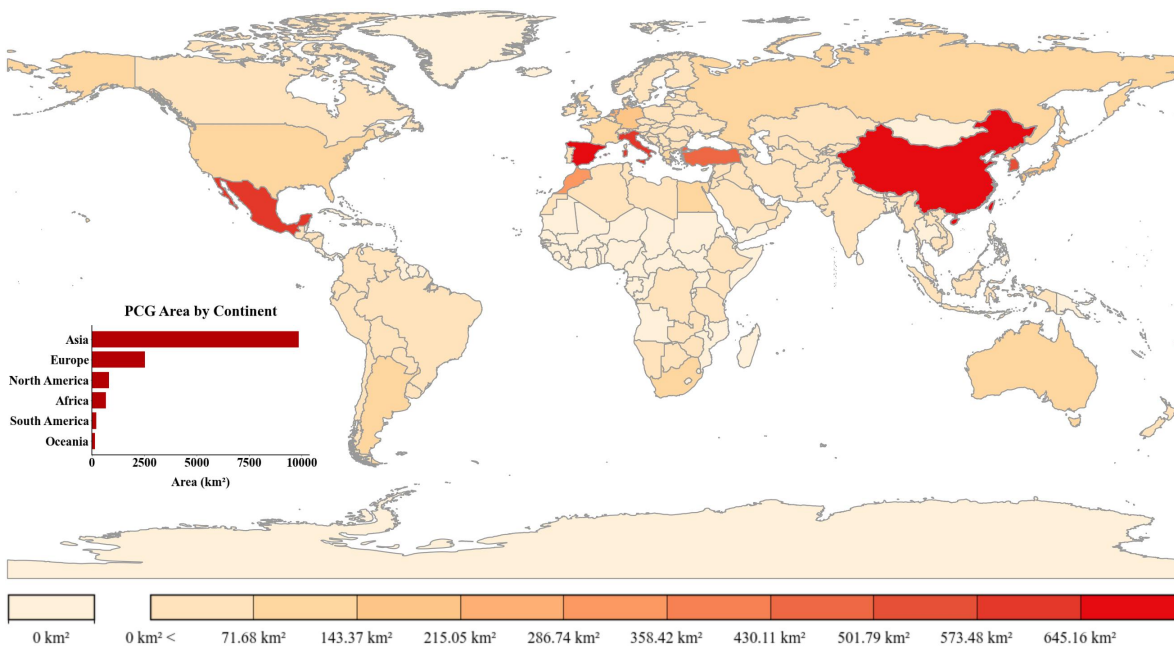 PCG Area by Continent
Asia
Europe
North America
Africa
South America
Oceania
0 2500 5000 7500 10000
Area (km²)
0 km² 0 km² < 71.68 km² 143.37 km² 215.05 km² 286.74 km² 358.42 km² 430.11 km² 501.79 km² 573.48 km² 645.16 km²